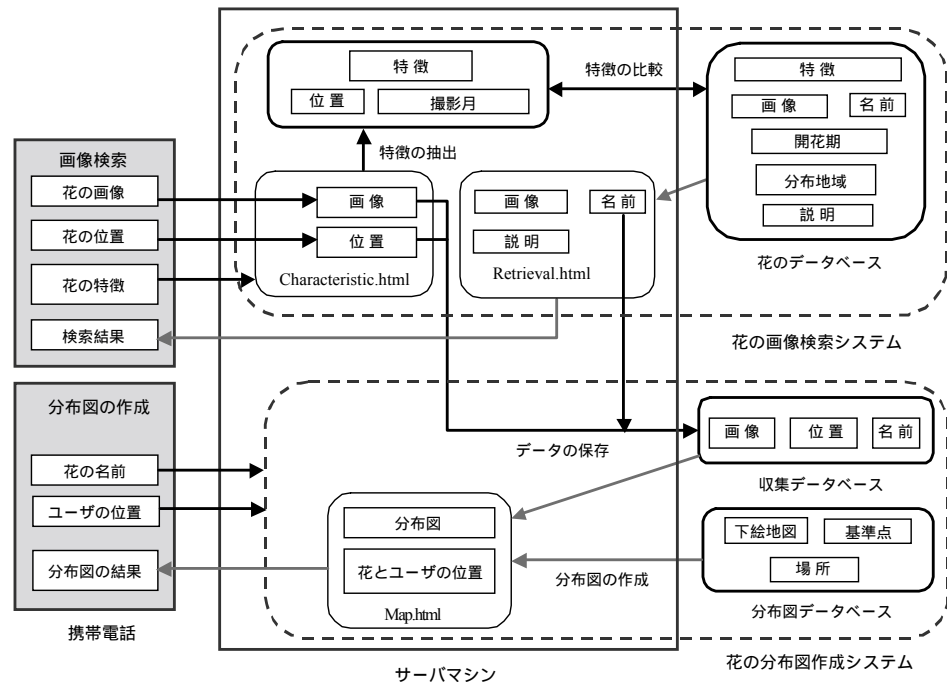 画像検索
花の画像
花の位置
花の特徴
検索結果
分布図の作成
花の名前
ユーザの位置
分布図の結果
携帯電話
特 徴
位 置
撮影月
特徴の抽出
画 像
位 置
Characteristic.html
画 像
名 前
説 明
Retrieval.html
特徴の比較
特 徴
画 像
名 前
開花期
分布地域
説 明
花のデータベース
花の画像検索システム
データの保存
画 像
位 置
名 前
収集データベース
分布図
花とユーザの位置
Map.html
分布図の作成
下絵地図
基準点
場 所
分布図データベース
花の分布図作成システム
サーバマシン